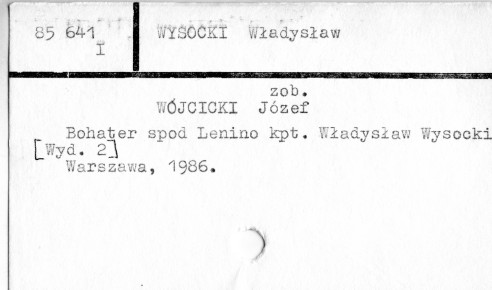 85 641 WYSOCKI Władysław
I
zob.
WÓJCICKI Józef
Bohater spod Lenino kpt. Władysław Wysocki
[Wyd. 2]
Warszawa, 1986.